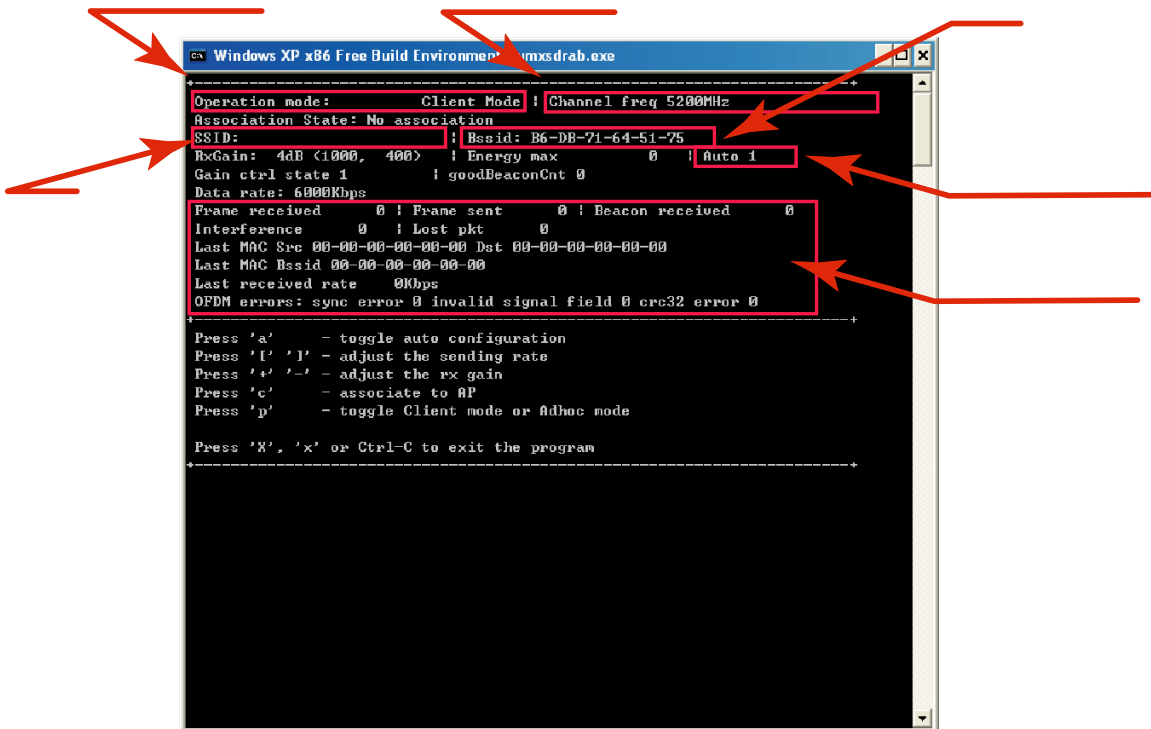 Windows XP x86 Free Build Environment umxsdrab.exe
+------------------------------------------------------------------------+
Operation mode: Client Mode | Channel freq 5200MHz
Association State: No association
SSID: | Bssid: B6-DB-71-64-51-75
RxGain: 4dB (1000, 400) | Energy max 0 | Auto 1
Gain ctrl state 1 | goodBeaconCnt 0
Data rate: 6000Kbps
Frame received 0 | Frame sent 0 | Beacon received 0
Interference 0 | Lost pkt 0
Last MAC Src 00-00-00-00-00-00 Dst 00-00-00-00-00-00
Last MAC Bssid 00-00-00-00-00-00
Last received rate 0Kbps
OFDM errors: sync error 0 invalid signal field 0 crc32 error 0
+------------------------------------------------------------------------+
Press 'a' - toggle auto configuration
Press '[' ']' - adjust the sending rate
Press '+' '-' - adjust the rx gain
Press 'c' - associate to AP
Press 'p' - toggle Client mode or Adhoc mode
Press 'X', 'x' or Ctrl-C to exit the program
+------------------------------------------------------------------------+